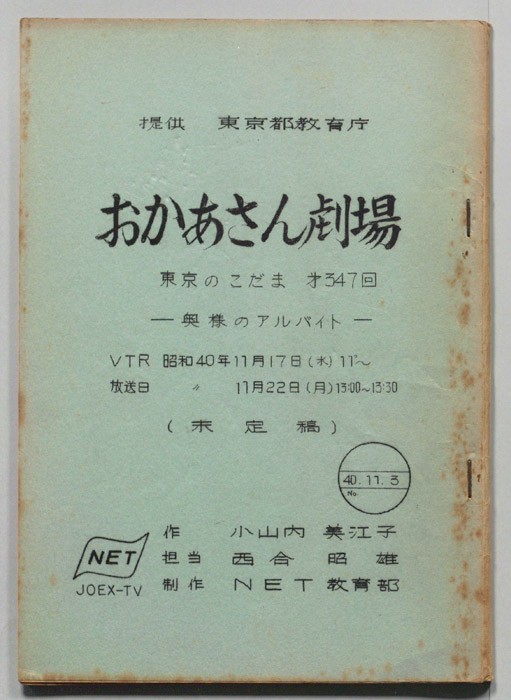 提供 東京都教育庁
おかあさん劇場
東京のこだま 才347回
― 奥様のアルバイト ―
VTR 昭和40年11月17日(水)11°~
放送日 〃 11月22日(月)13:00~13:30
(未定稿)
40.11.3
No.
作 小山内 美江子
担当 西合 昭雄
制作 NET教育部
NET
JOEX-TV